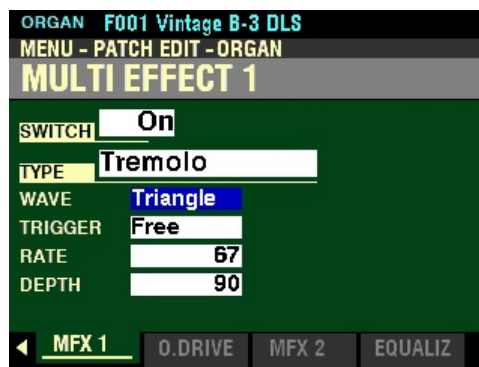 ORGAN F001 Vintage B-3 DLS
MENU - PATCH EDIT - ORGAN
MULTI EFFECT 1
SWITCH On
TYPE Tremolo
WAVE Triangle
TRIGGER Free
RATE 67
DEPTH 90
◀ MFX 1 O.DRIVE MFX 2 EQUALIZ